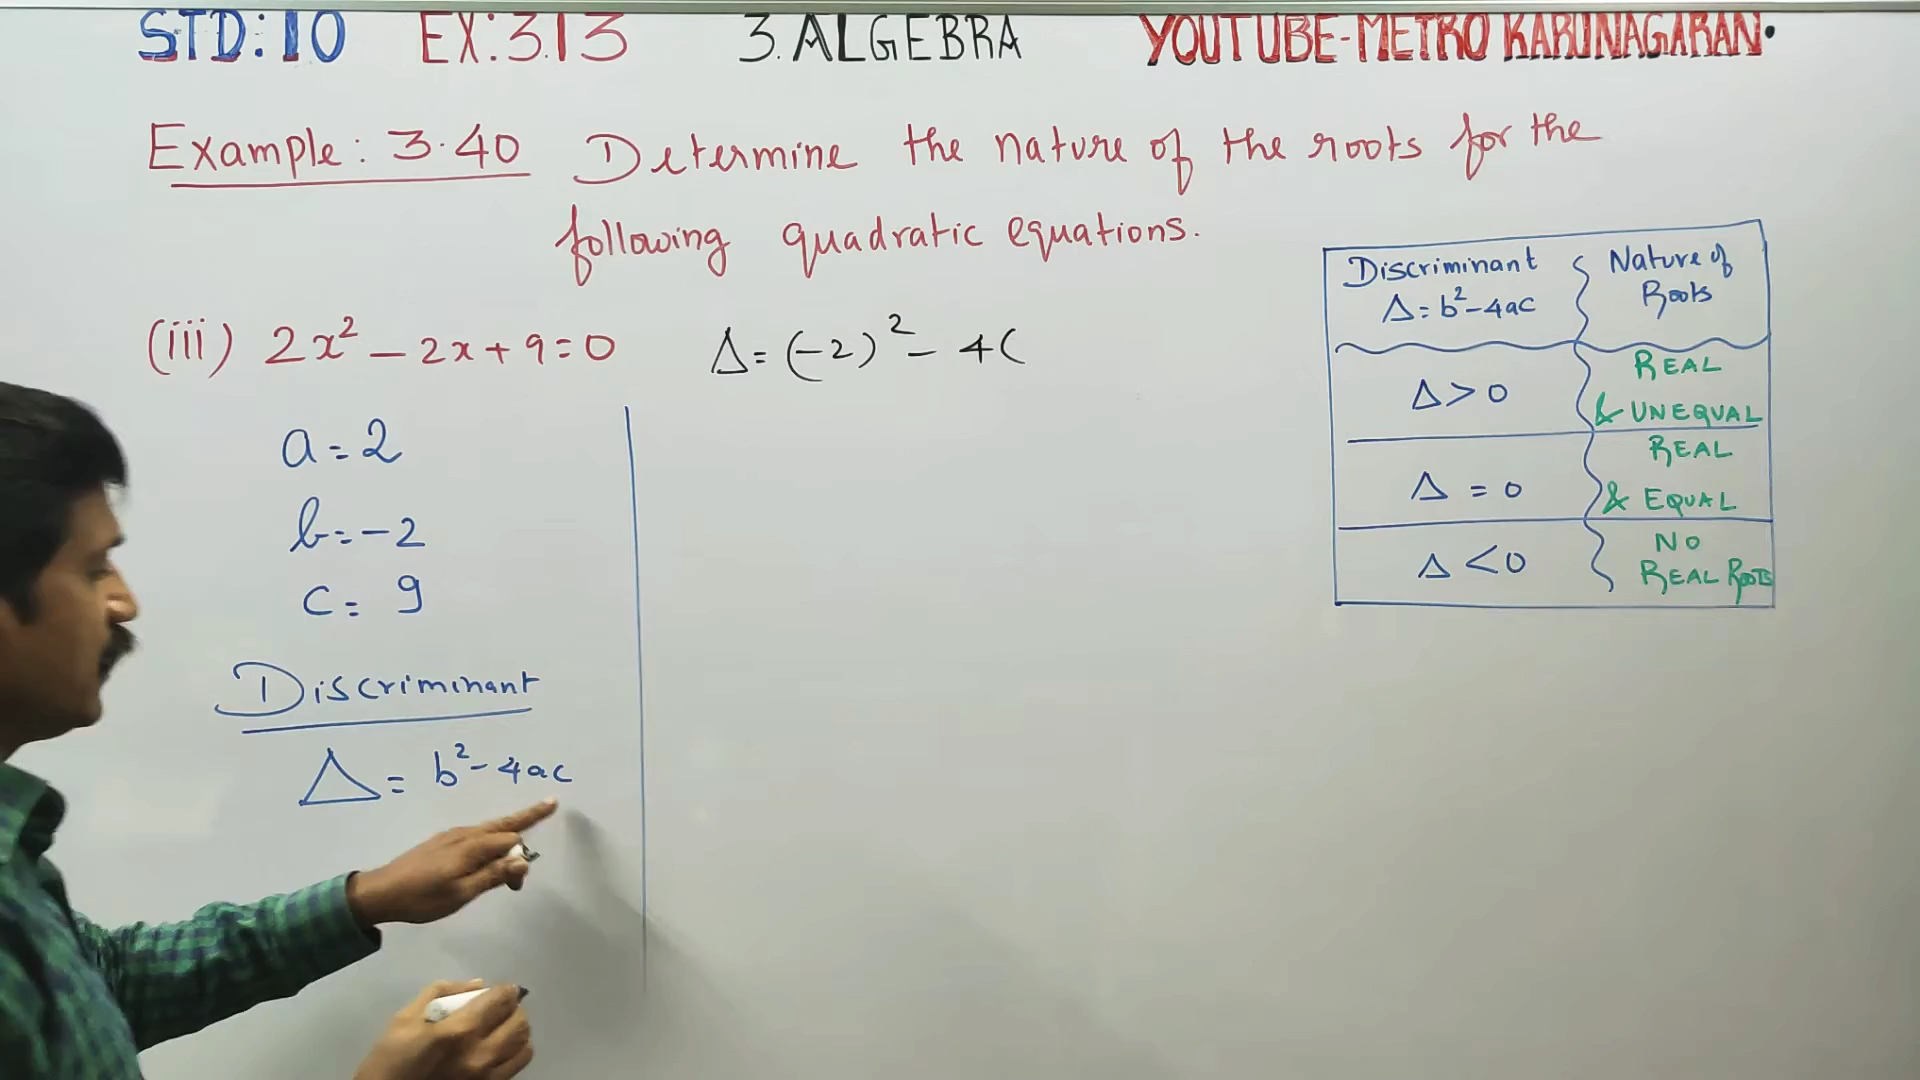 STD:10 EX:3.13 3. ALGEBRA YOUTUBE-METRO KARUNAGARAN.
Example: 3.40 Determine the nature of the roots for the
following quadratic equations.
(iii) 2x² - 2x + 9 = 0 Δ = (-2)² - 4(
a = 2
b = -2
c = 9
Discriminant
Δ = b² - 4ac
Discriminant Nature of
Δ = b² - 4ac Roots
Δ > 0 REAL
& UNEQUAL
Δ = 0 REAL
& EQUAL
Δ < 0 NO
REAL ROOTS